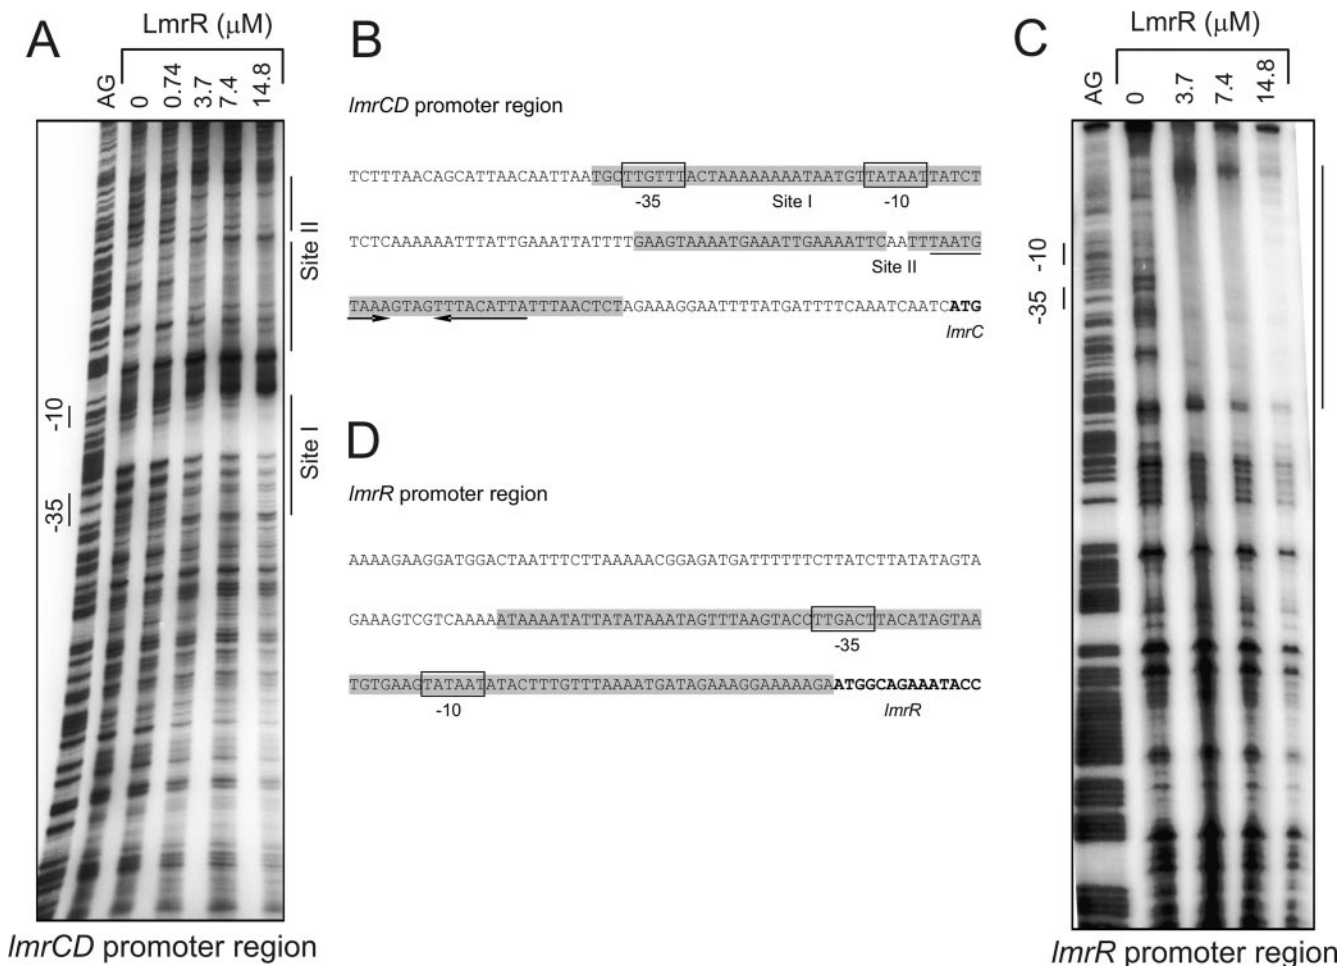 A
LmrR (μM)
AG
0
0.74
3.7
7.4
14.8
Site II
Site I
-10
-35
lmrCD promoter region
B
lmrCD promoter region
TCTTTAACAGCATTAACAATTAATGCTTGTTTACTAAAAAAAATAATGTTATAATTATCT
-35
Site I
-10
TCTCAAAAAATTTATTGAAATTATTTTGAAGTAAAATGAAATTGAAAATTCAATTTAATG
Site II
TAAAGTAGTTTACATTATTTAACTCTAGAAAGGAATTTTATGATTTTCAAATCAATCATG
lmrC
D
lmrR promoter region
AAAAGAAGGATGGACTAATTTCTTAAAAACGGAGATGATTTTTTCTTATCTTATATAGTA
GAAAGTCGTCAAAAATAAAATATTATATAAATAGTTTAAGTACCTTGACTTACATAGTAA
-35
TGTGAAGTATAATATACTTTGTTTAAAATGATAGAAAGGAAAAAGAATGGCAGAAATACC
-10
lmrR
C
LmrR (μM)
AG
0
3.7
7.4
14.8
-10
-35
lmrR promoter region